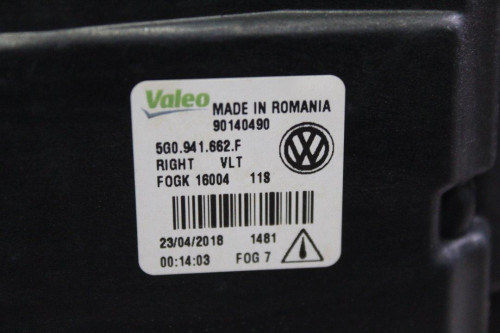 Valeo MADE IN ROMANIA
90140490
5G0.941.662.F
RIGHT VLT
FOGK 16004 118
23/04/2018 1481
00:14:03 FOG 7